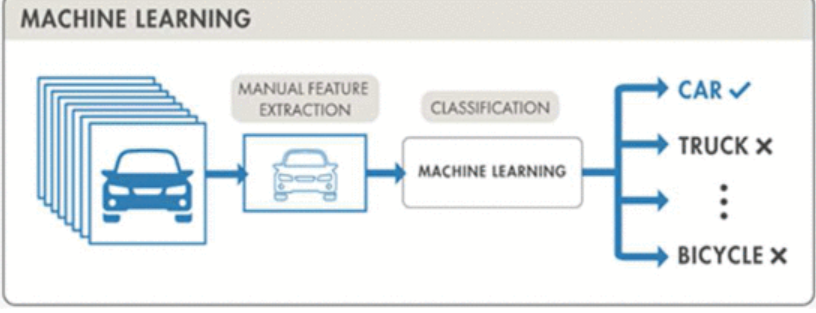 MACHINE LEARNING
MANUAL FEATURE
EXTRACTION
CLASSIFICATION
MACHINE LEARNING
CAR ✓
TRUCK ✕
⋮
BICYCLE ✕